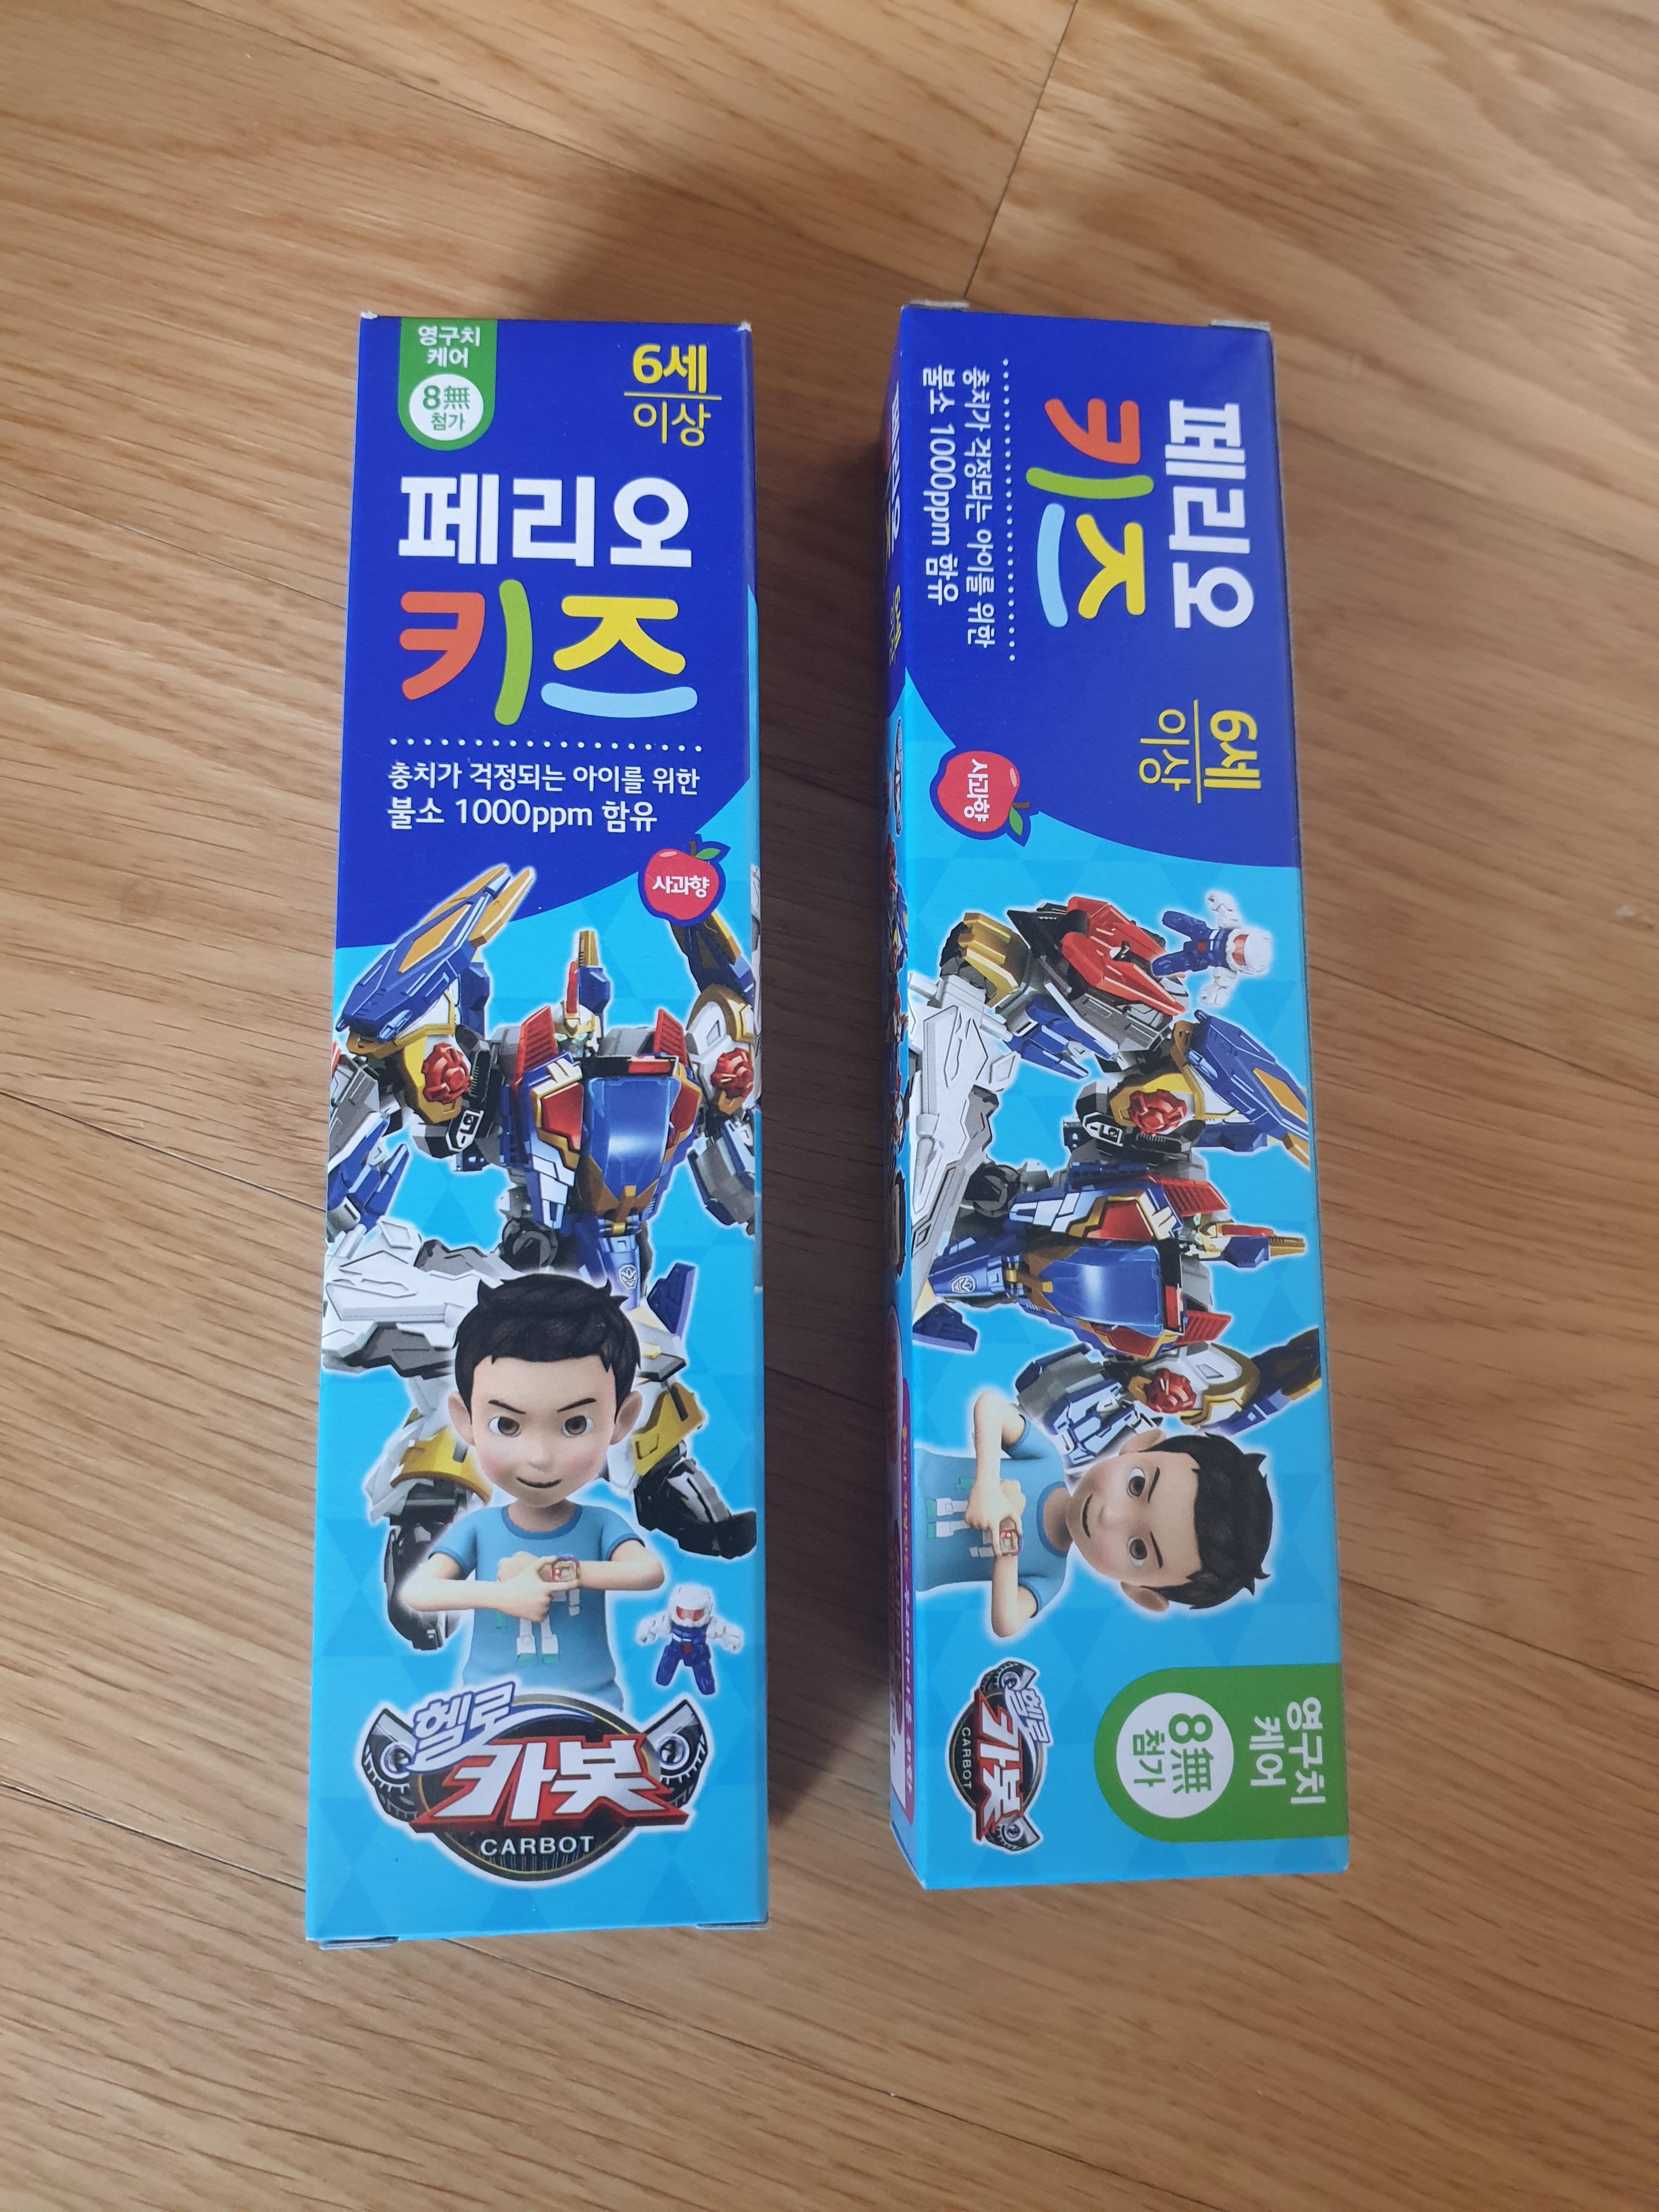 영구치
케어
8無
첨가
6세
이상
페리오
키즈
충치가 걱정되는 아이를 위한
불소 1000ppm 함유
사과향
헬로
카봇
CARBOT
페리오
키즈
충치가 걱정되는 아이를 위한
불소 1000ppm 함유
6세
이상
사과향
헬로
카봇
CARBOT
영구치
케어
8無
첨가